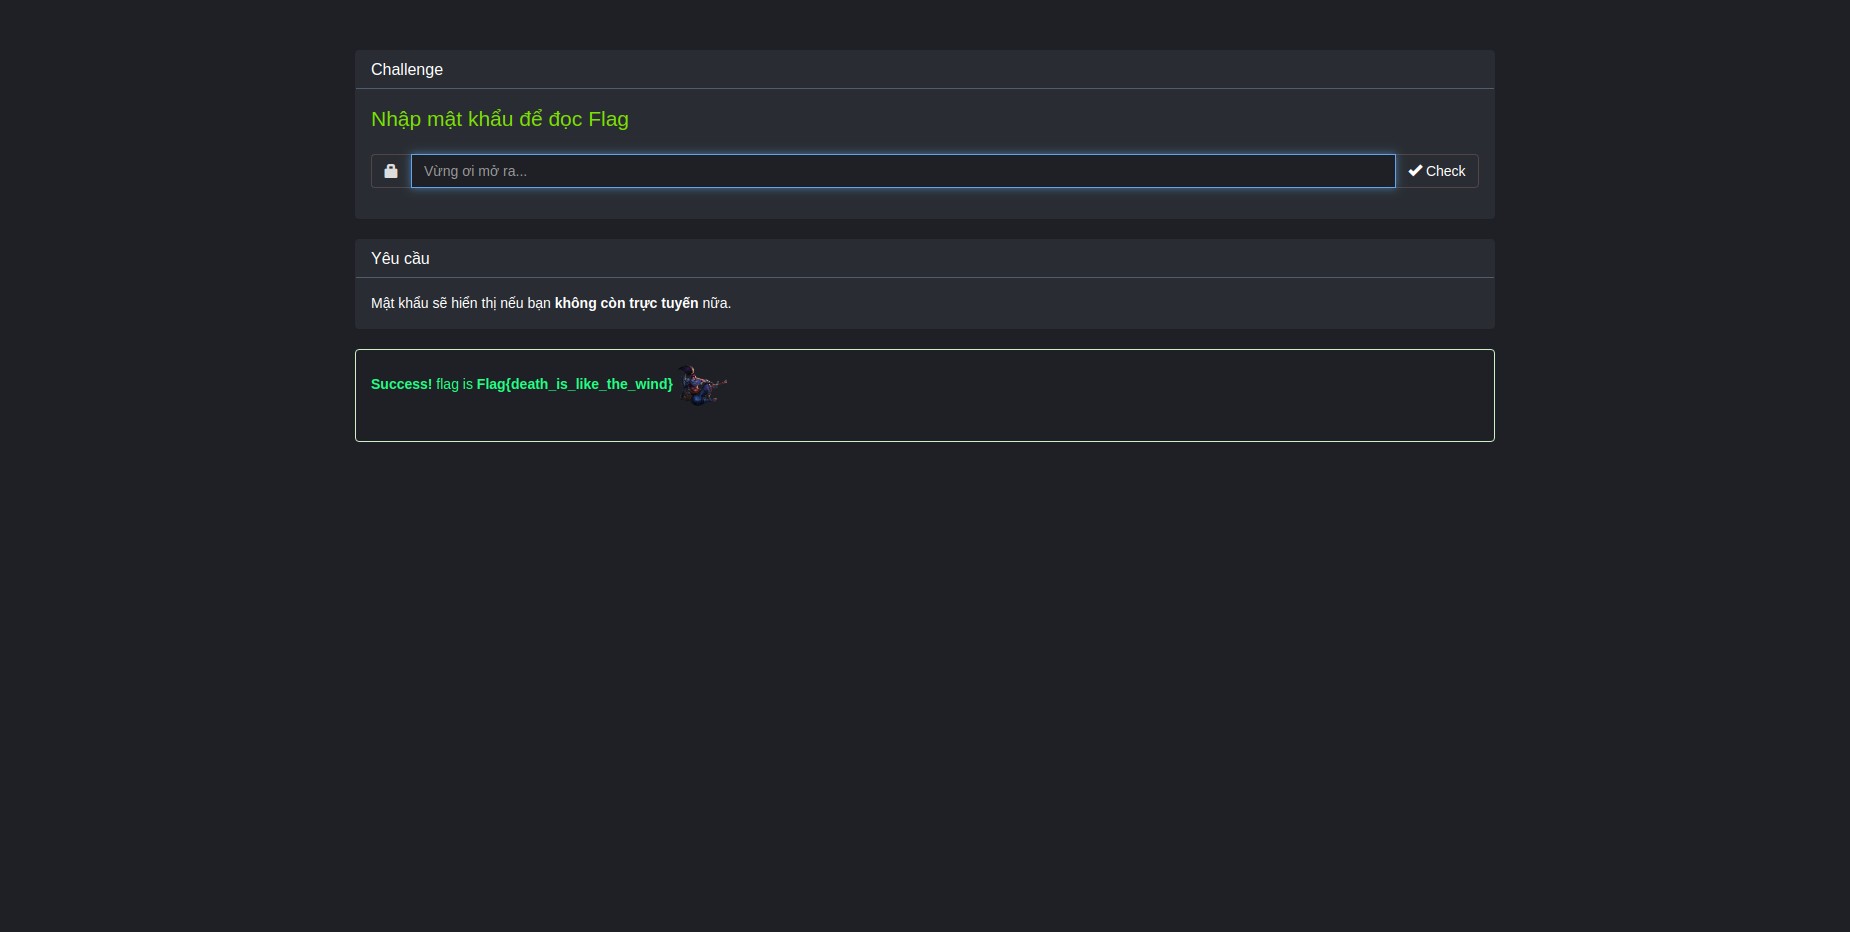 Challenge
Nhập mật khẩu để đọc Flag
Vừng ơi mở ra...
Check
Yêu cầu
Mật khẩu sẽ hiển thị nếu bạn không còn trực tuyến nữa.
Success! flag is Flag{death_is_like_the_wind}